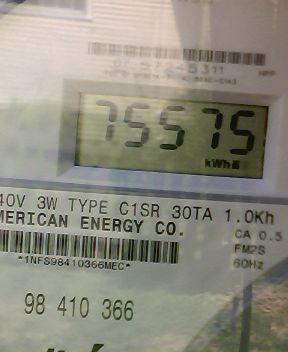 HPP
75575
kWh
40V 3W TYPE C1SR 30TA 1.0Kh
MERICAN ENERGY CO.
CA 0.5
FM2S
*1NFS98410366MEC*
60Hz
98 410 366